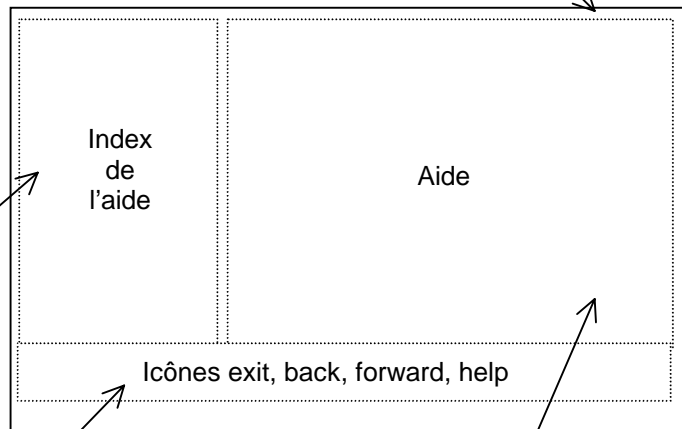 Index
de
l'aide
Aide
Icônes exit, back, forward, help